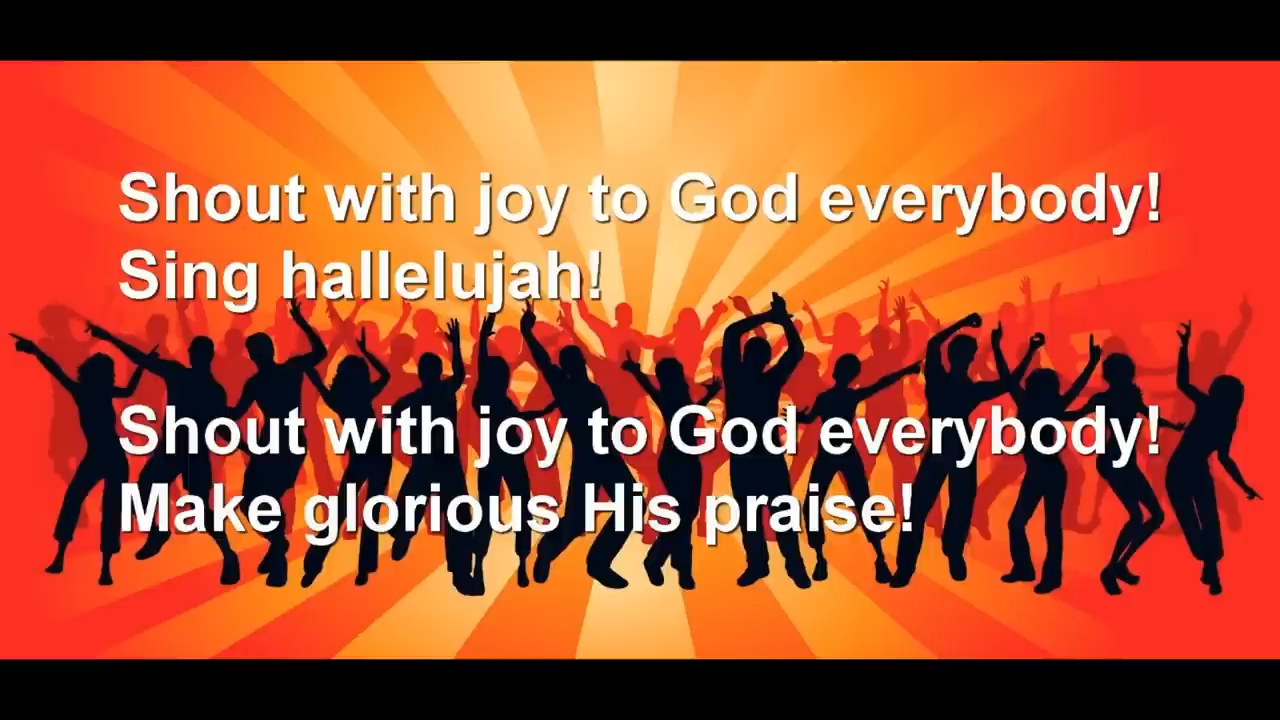 Shout with joy to God everybody!
Sing hallelujah!
Shout with joy to God everybody!
Make glorious His praise!